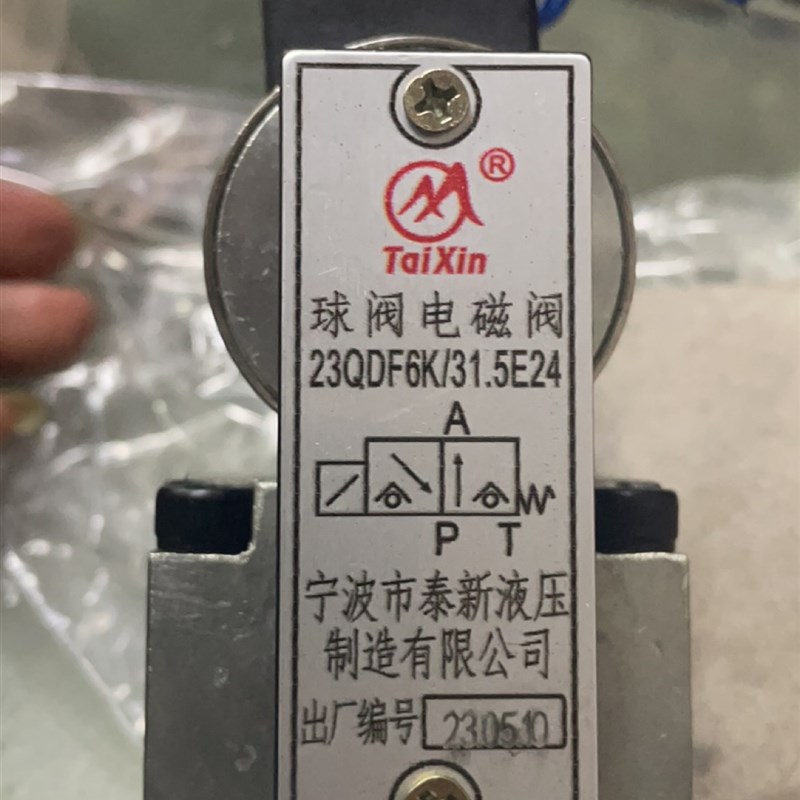 ®
TaiXin
球阀电磁阀
23QDF6K/31.5E24
A
P T
宁波市泰新液压
制造有限公司
出厂编号 230510